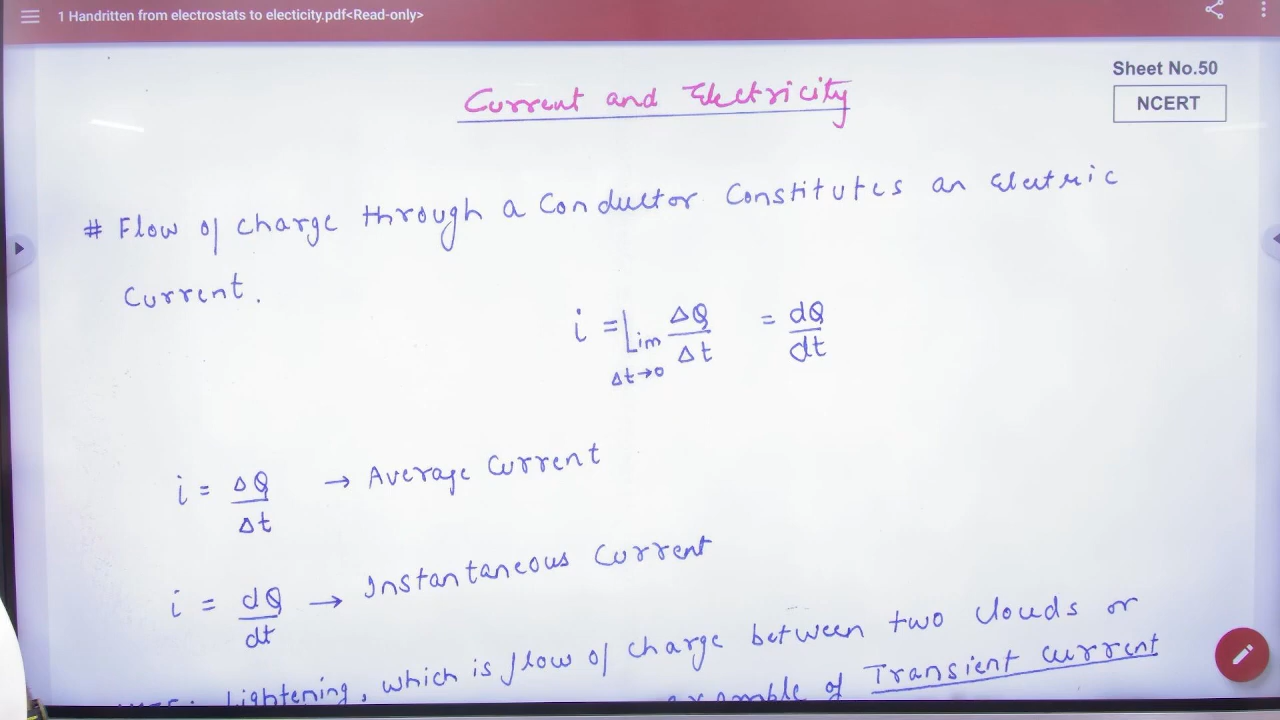 1 Handritten from electrostats to electicity.pdf<Read-only>
Sheet No.50
NCERT
Current and Electricity
# Flow of charge through a Conductor Constitutes an Electric
Current.
i = Lim Δt→0 ΔQ/Δt = dQ/dt
i = ΔQ/Δt → Average Current
i = dQ/dt → Instantaneous Current
Lightening, which is flow of charge between two clouds or
example of Transient current